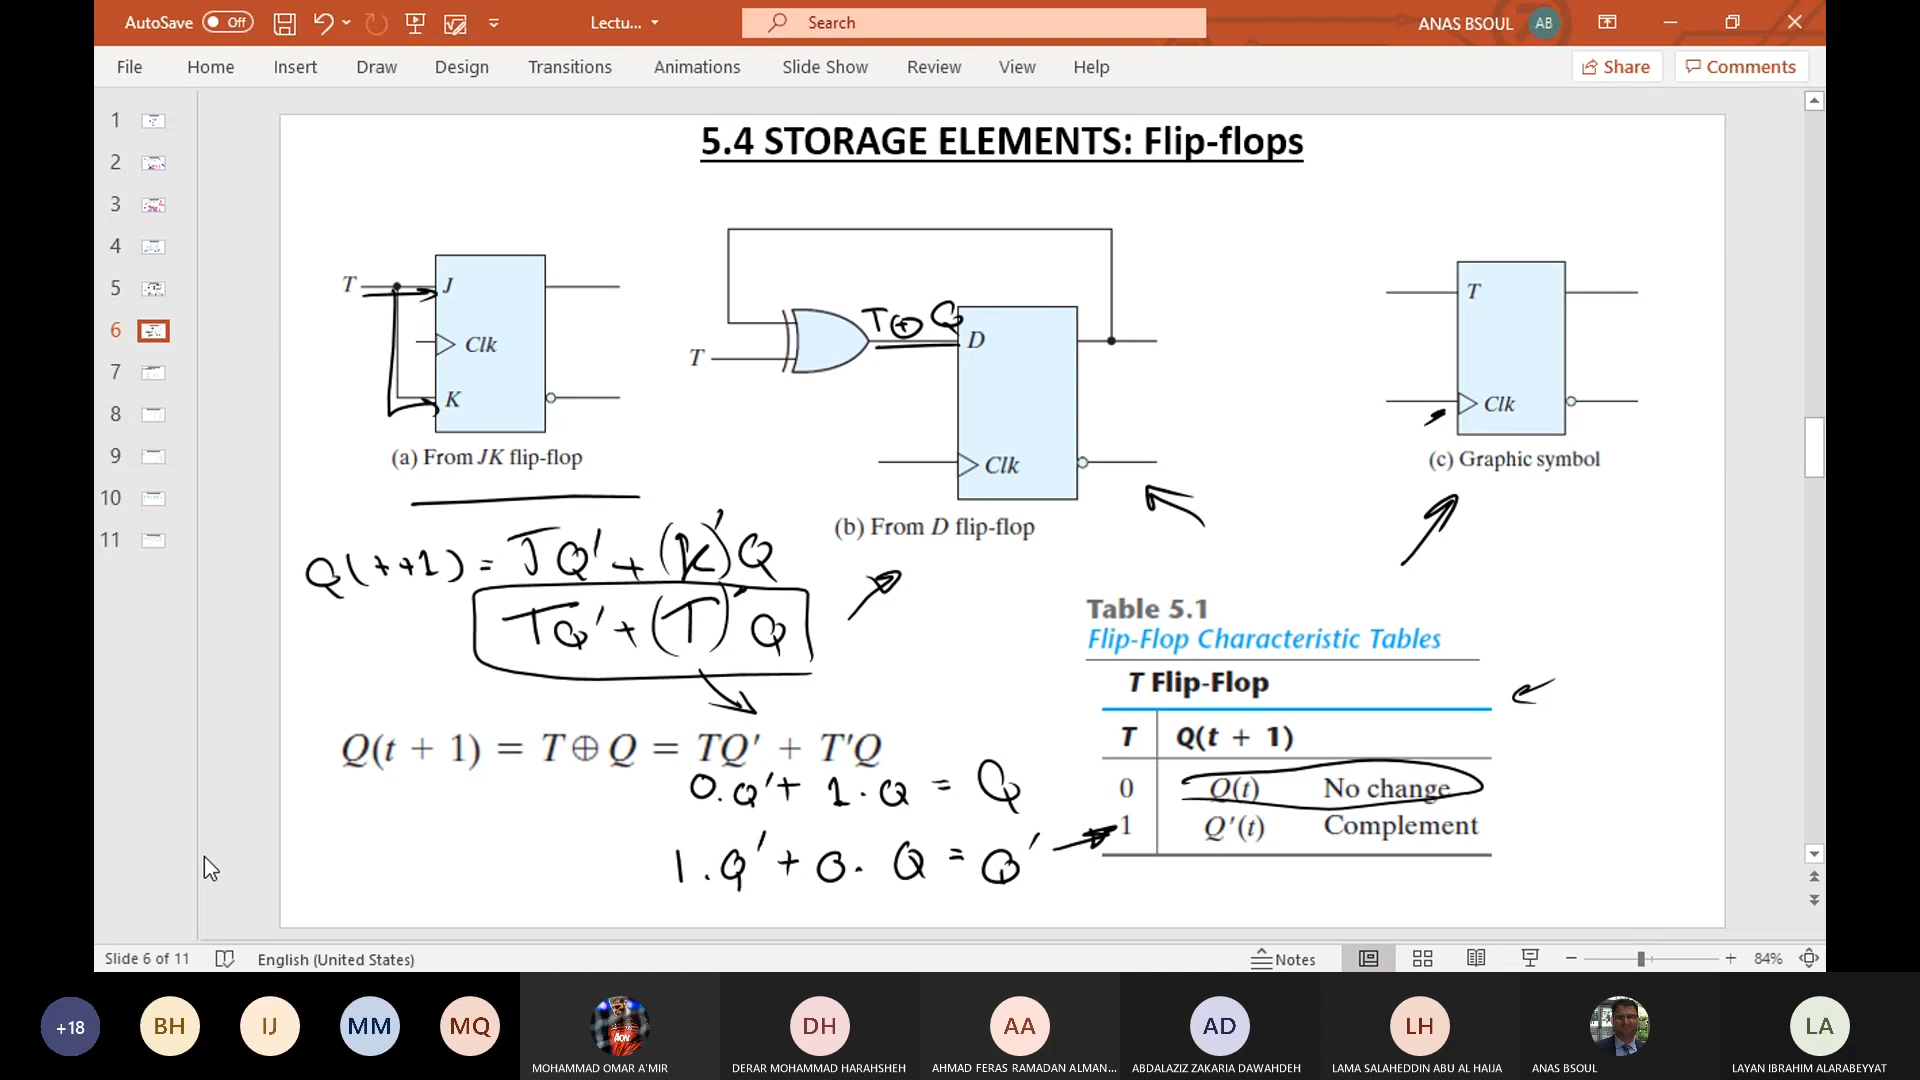 AutoSave Off Lectu... Search ANAS BSOUL AB
File Home Insert Draw Design Transitions Animations Slide Show Review View Help Share Comments
1
2
3
4
5
6
7
8
9
10
11
5.4 STORAGE ELEMENTS: Flip-flops
T J
Clk
K
(a) From JK flip-flop
T
T⊕Q
D
Clk
(b) From D flip-flop
T
Clk
(c) Graphic symbol
Q(t+1) = JQ' + (K)'Q
TQ' + (T)'Q
Q(t + 1) = T⊕Q = TQ' + T'Q
0.Q' + 1.Q = Q
1.Q' + 0.Q = Q'
Table 5.1
Flip-Flop Characteristic Tables
T Flip-Flop
T Q(t + 1)
0 Q(t) No change
1 Q'(t) Complement
Slide 6 of 11 English (United States) Notes 84%
+18 BH IJ MM MQ DH AA AD LH LA
MOHAMMAD OMAR A'MIR DERAR MOHAMMAD HARAHSHEH AHMAD FERAS RAMADAN ALMAN... ABDALAZIZ ZAKARIA DAWAHDEH LAMA SALAHEDDIN ABU AL HAIJA ANAS BSOUL LAYAN IBRAHIM ALARABEYYAT